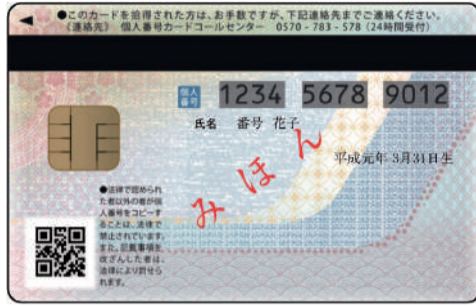 ●このカードを拾得された方は、お手数ですが、下記連絡先までご連絡ください。
《連絡先》 個人番号カードコールセンター 0570-783-578 (24時間受付)
個人番号 1234 5678 9012
氏名 番号 花子
平成元年 3月31日生
みほん
●法律で認められ
た者以外の者が個
人番号をコピーす
ることは、法律で
禁止されています。
また、記載事項を
改ざんした者は、
法律により罰せら
れます。